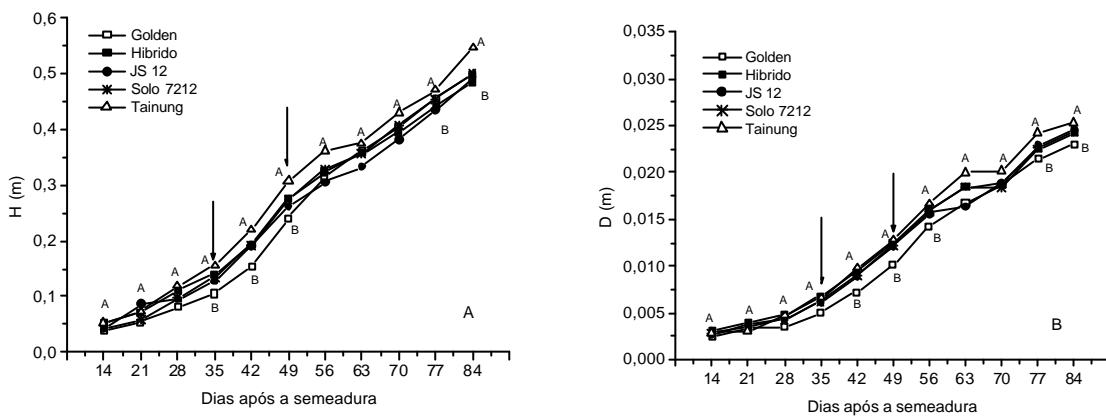 0,6
0,5
0,4
0,3
0,2
0,1
0,0
H (m)
Golden
Hibrido
JS 12
Solo 7212
Tainung
A
A
A
A
A
A
A
A
A
A
A
B
B
B
B
B
A
14 21 28 35 42 49 56 63 70 77 84
Dias após a semeadura
0,035
0,030
0,025
0,020
0,015
0,010
0,005
0,000
D (m)
Golden
Hibrido
JS 12
Solo 7212
Tainung
A
A
A
A
A
A
A
A
A
A
A
B
B
B
B
B
B
B
14 21 28 35 42 49 56 63 70 77 84
Dias após a semeadura